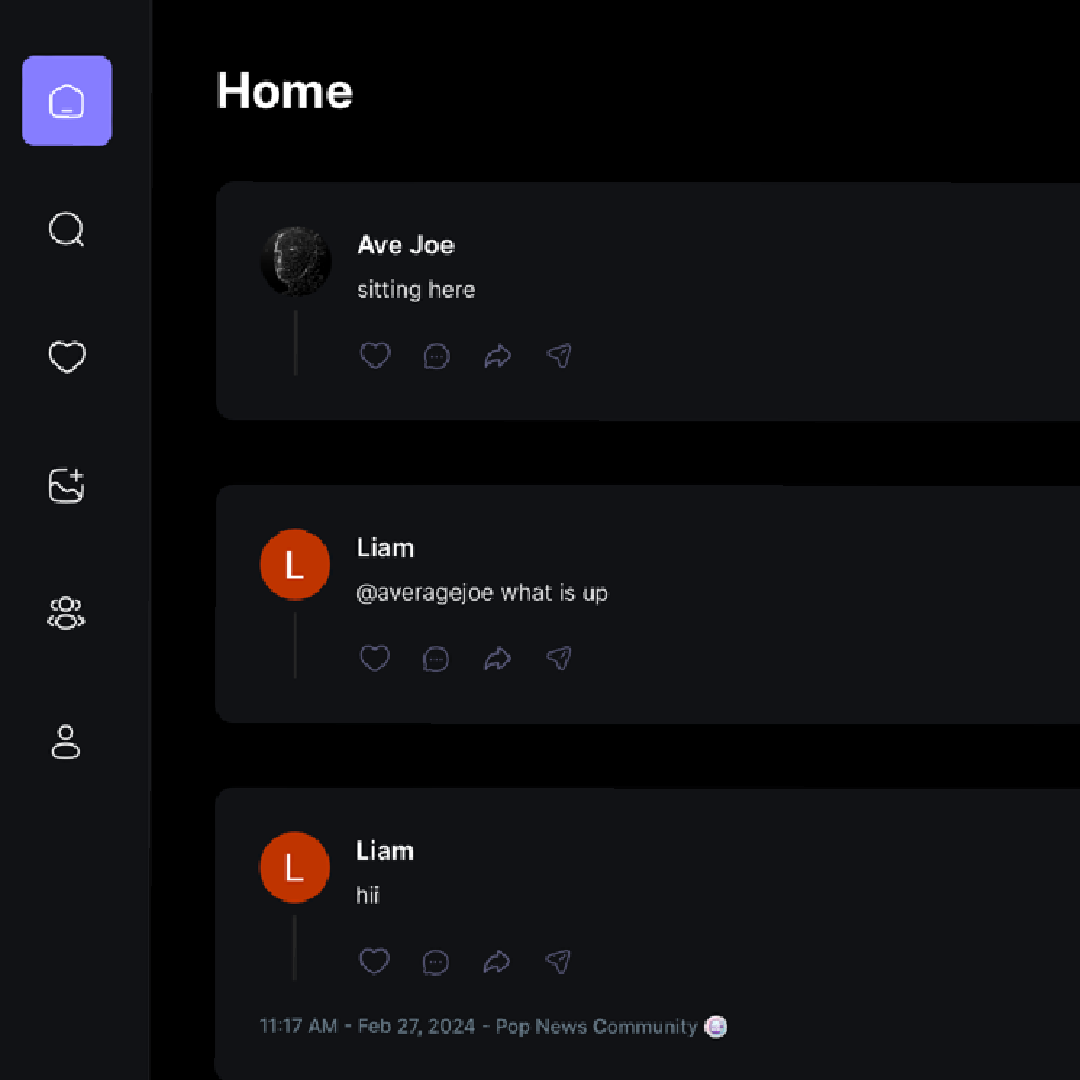 Home
Ave Joe
sitting here
L
Liam
@averagejoe what is up
L
Liam
hii
11:17 AM - Feb 27, 2024 - Pop News Community